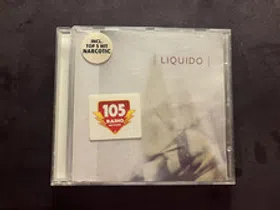 INCL.
TOP 5 HIT
NARCOTIC
| LIQUIDO |
105
RADIO